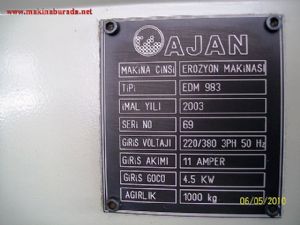 www.makinaburada.net
AJAN
MAKİNA CİNSİ EROZYON MAKİNASI
TİPİ EDM 983
İMAL YILI 2003
SERİ NO 69
GİRİŞ VOLTAJI 220/380 3PH 50 Hz
GİRİŞ AKIMI 11 AMPER
GİRİŞ GÜCÜ 4.5 KW
AĞIRLIK 1000 kg
06/05/2010